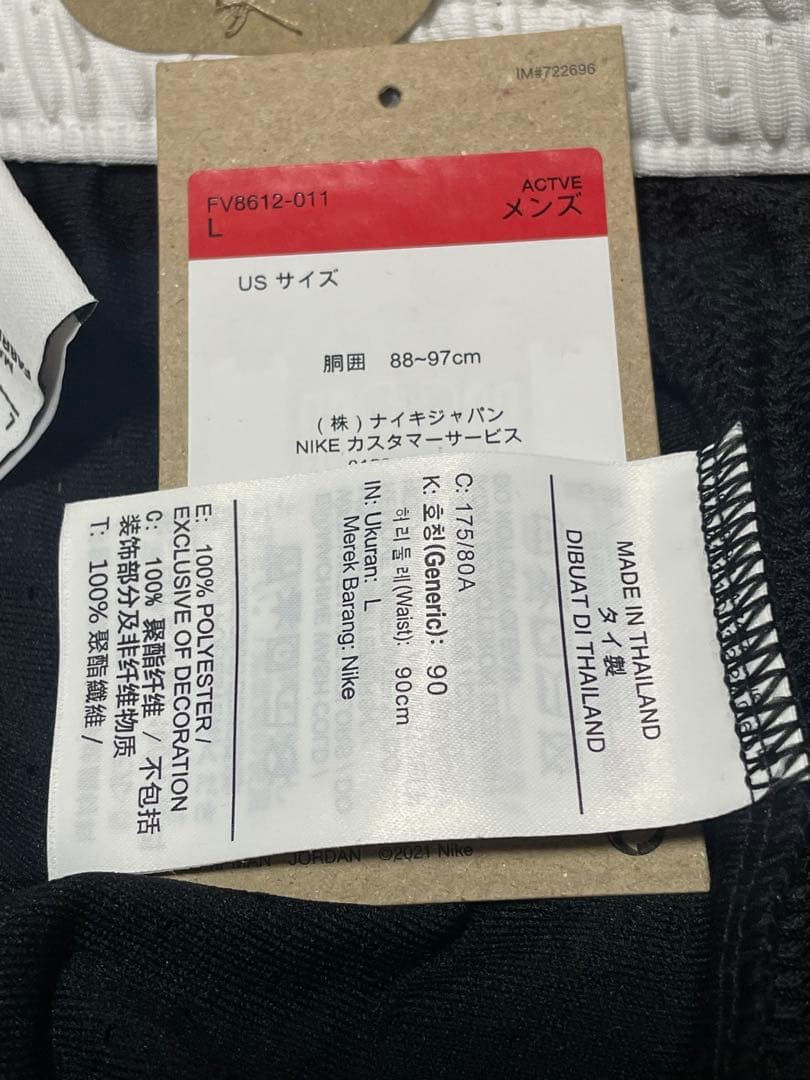 IM#722696
FV8612-011
L
ACTVE
メンズ
US サイズ
胴囲 88~97cm
(株)ナイキジャパン
NIKE カスタマーサービス
MADE IN THAILAND
タイ製
DIBUAT DI THAILAND
C: 175/80A
K: 호칭(Generic): 90
허리둘레(Waist): 90cm
IN: Ukuran: L
Merek Barang: Nike
E: 100% POLYESTER /
EXCLUSIVE OF DECORATION
C: 100% 聚酯纤维 / 不包括
装饰部分及非纤维物质
T: 100% 聚酯纖維 /
JORDAN ©2021 Nike
L